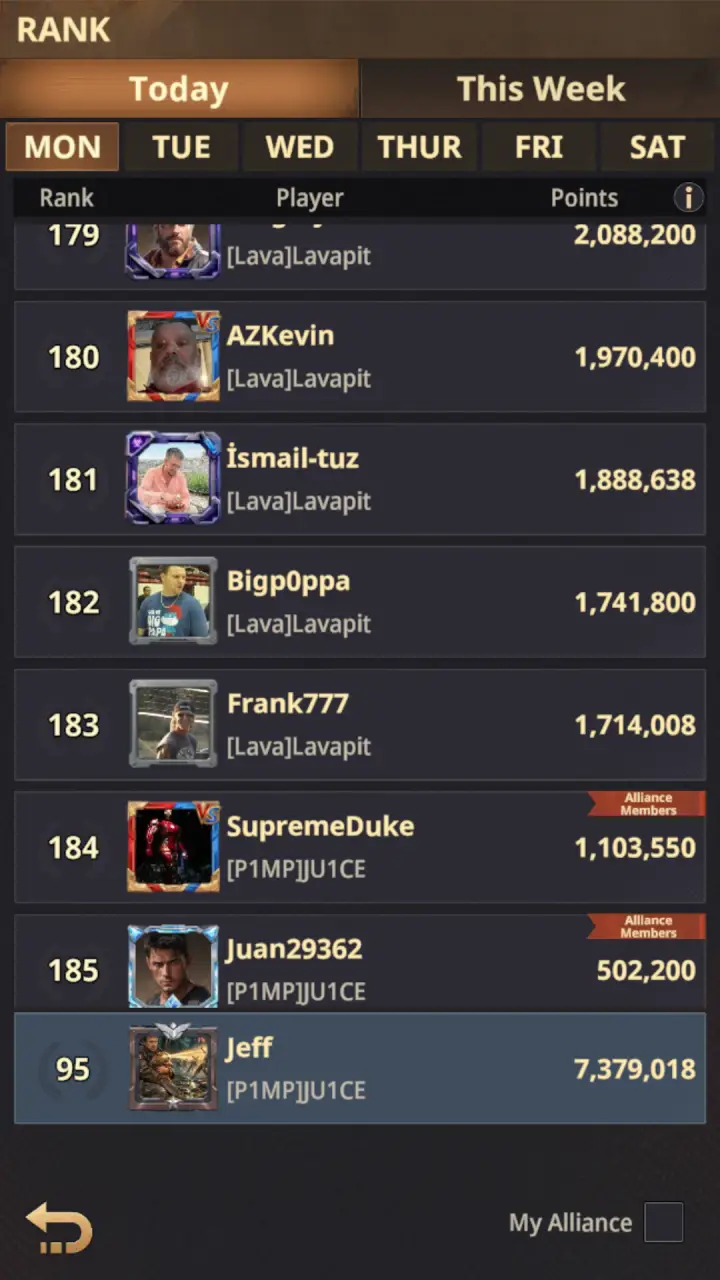 RANK
Today
This Week
MON
TUE
WED
THUR
FRI
SAT
Rank
Player
Points
179
2,088,200
[Lava]Lavapit
AZKevin
180
1,970,400
[Lava]Lavapit
İsmail-tuz
181
1,888,638
[Lava]Lavapit
Bigp0ppa
182
1,741,800
[Lava]Lavapit
Frank777
183
1,714,008
[Lava]Lavapit
Alliance
Members
SupremeDuke
184
1,103,550
[P1MP]JU1CE
Alliance
Members
Juan29362
185
502,200
[P1MP]JU1CE
Jeff
95
7,379,018
[P1MP]JU1CE
My Alliance